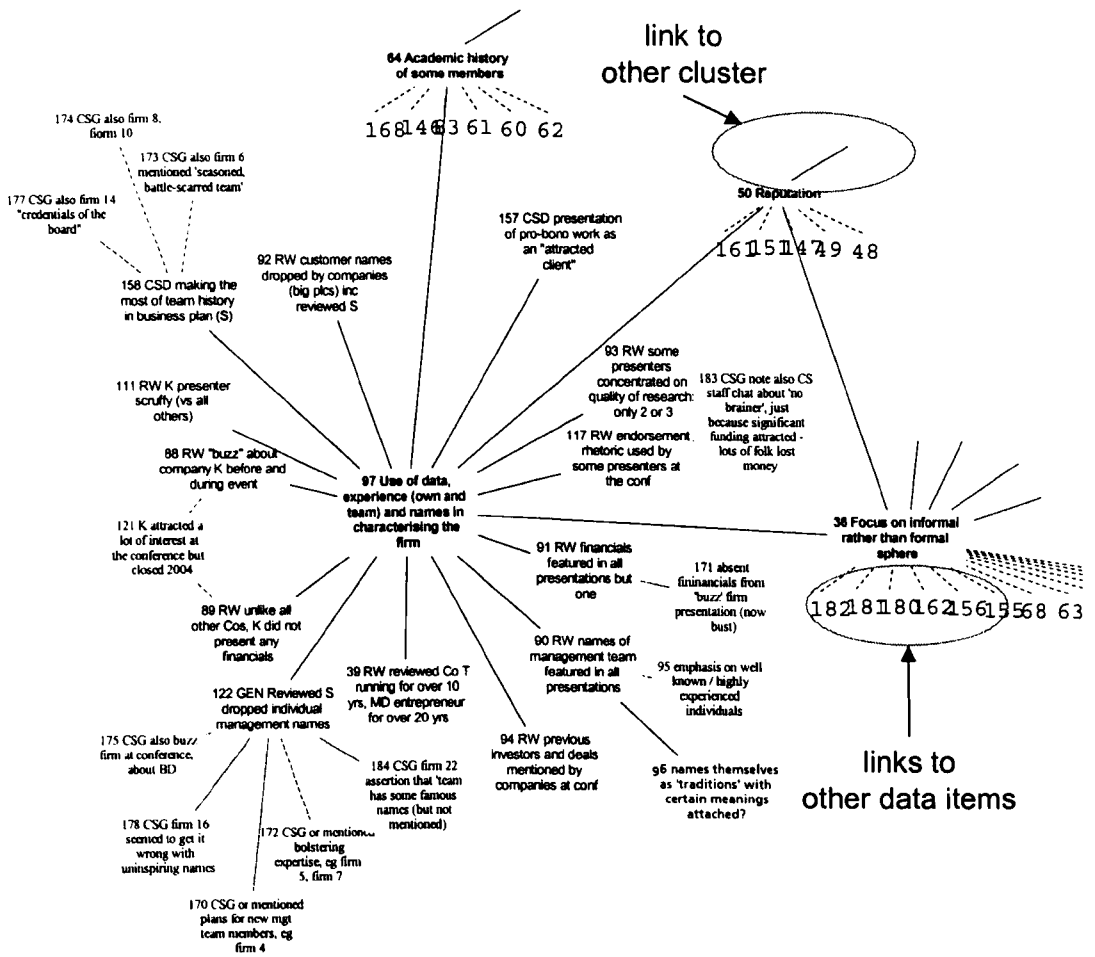 link to
other cluster
64 Academic history
of some members
168 146 63 61 60 62
174 CSG also firm 8,
fiorm 10
173 CSG also firm 6
mentioned 'seasoned,
battle-scarred team'
177 CSG also firm 14
"credentials of the
board"
50 Reputation
161 151 147 49 48
157 CSD presentation
of pro-bono work as
an "attracted
client"
92 RW customer names
dropped by companies
(big plcs) inc
reviewed S
158 CSD making the
most of team history
in business plan (S)
93 RW some
presenters
concentrated on
quality of research:
only 2 or 3
183 CSG note also CS
staff chat about 'no
brainer', just
because significant
funding attracted -
lots of folk lost
money
111 RW K presenter
scruffy (vs all
others)
117 RW endorsement
rhetoric used by
some presenters at
the conf
88 RW "buzz" about
company K before and
during event
97 Use of data,
experience (own and
team) and names in
characterising the
firm
121 K attracted a
lot of interest at
the conference but
closed 2004
36 Focus on informal
rather than formal
sphere
182 181 180 162 156 155 68 63
91 RW financials
featured in all
presentations but
one
171 absent
fininancials from
'buzz' firm
presentation (now
bust)
89 RW unlike all
other Cos, K did not
present any
financials
90 RW names of
management team
featured in all
presentations
95 emphasis on well
known / highly
experienced
individuals
39 RW reviewed Co T
running for over 10
yrs, MD entrepreneur
for over 20 yrs
122 GEN Reviewed S
dropped individual
management names
94 RW previous
investors and deals
mentioned by
companies at conf
96 names themselves
as 'traditions' with
certain meanings
attached?
links to
other data items
175 CSG also buzz
firm at conference,
about BD
184 CSG firm 22
assertion that 'team
has some famous
names (but not
mentioned)
178 CSG firm 16
seemed to get it
wrong with
uninspiring names
172 CSG or mentioned
bolstering
expertise, eg firm
5, firm 7
170 CSG or mentioned
plans for new mgt
team members, eg
firm 4